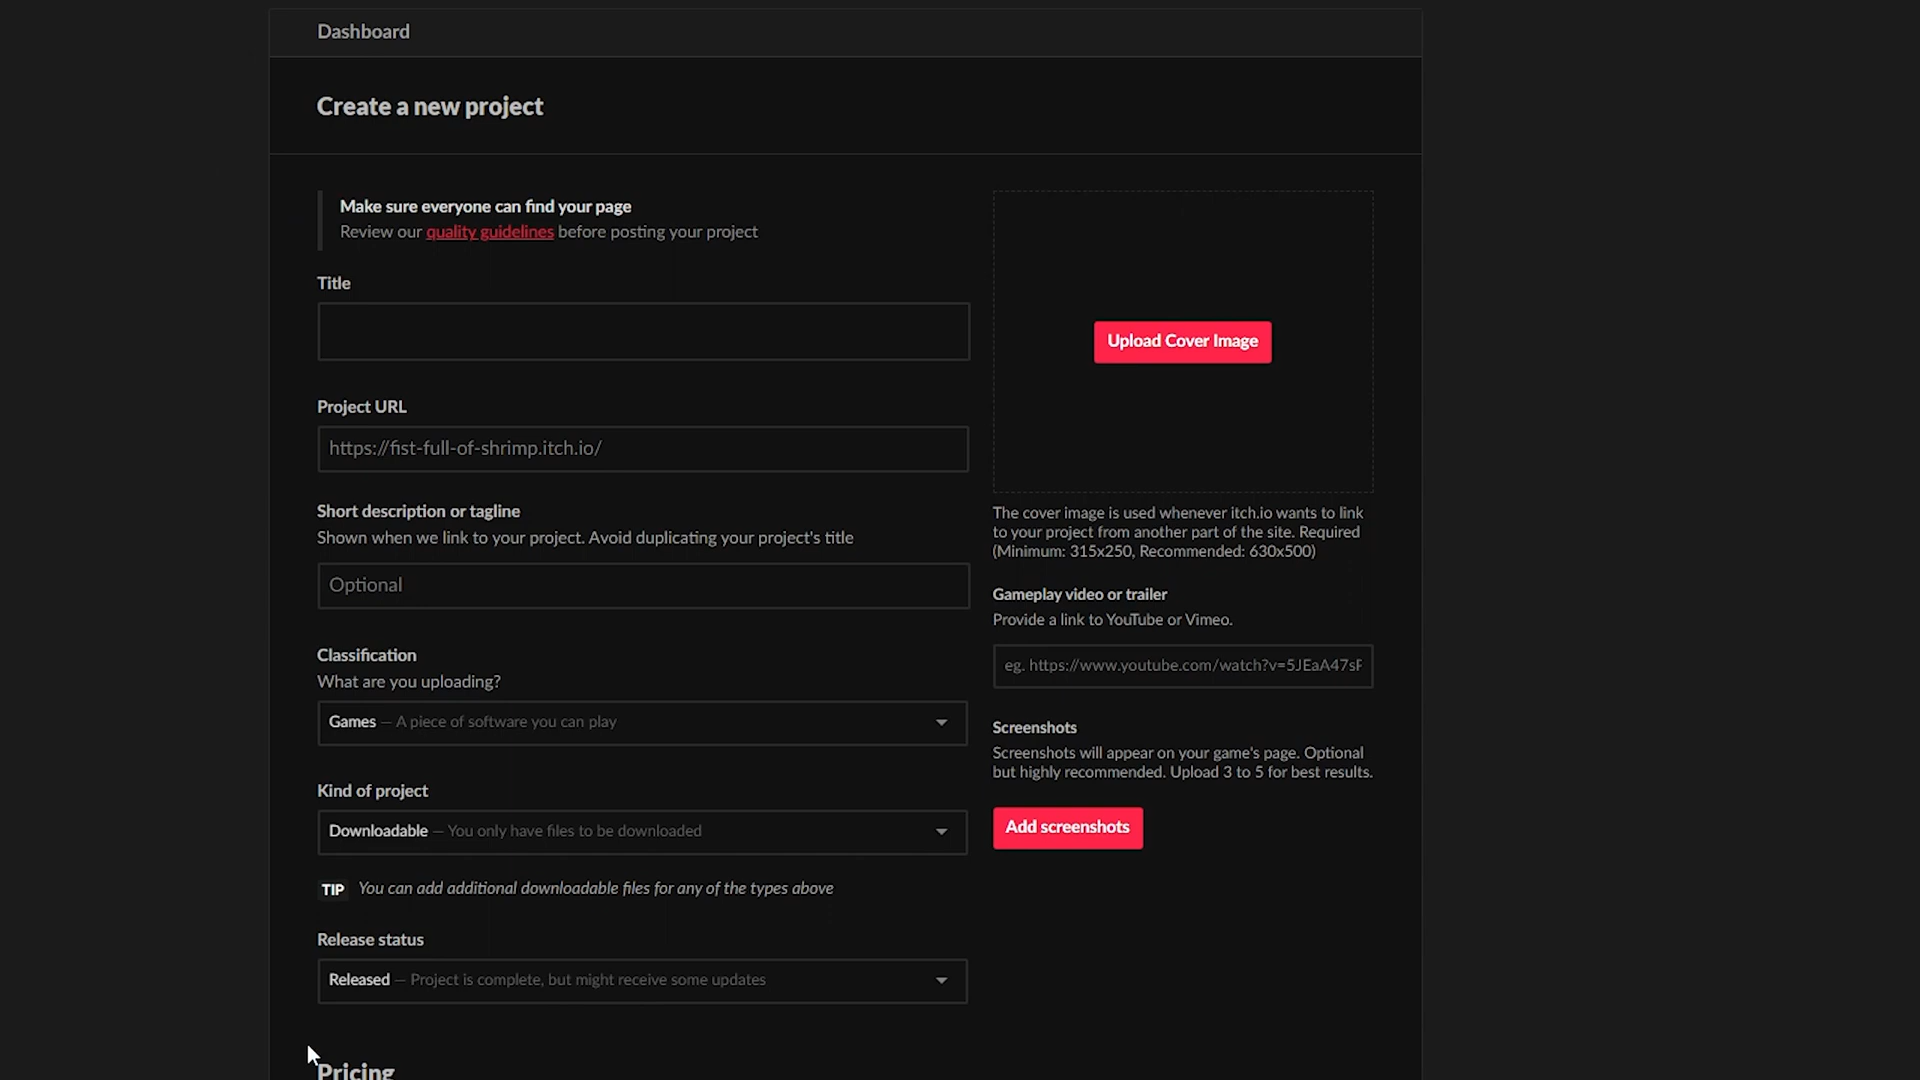 Dashboard
Create a new project
Make sure everyone can find your page
Review our quality guidelines before posting your project
Title
Project URL
https://fist-full-of-shrimp.itch.io/
Short description or tagline
Shown when we link to your project. Avoid duplicating your project's title
Optional
Classification
What are you uploading?
Games — A piece of software you can play
Kind of project
Downloadable — You only have files to be downloaded
TIP You can add additional downloadable files for any of the types above
Release status
Released — Project is complete, but might receive some updates
Pricing
Upload Cover Image
The cover image is used whenever itch.io wants to link
to your project from another part of the site. Required
(Minimum: 315x250, Recommended: 630x500)
Gameplay video or trailer
Provide a link to YouTube or Vimeo.
eg. https://www.youtube.com/watch?v=5JEaA47sF
Screenshots
Screenshots will appear on your game's page. Optional
but highly recommended. Upload 3 to 5 for best results.
Add screenshots